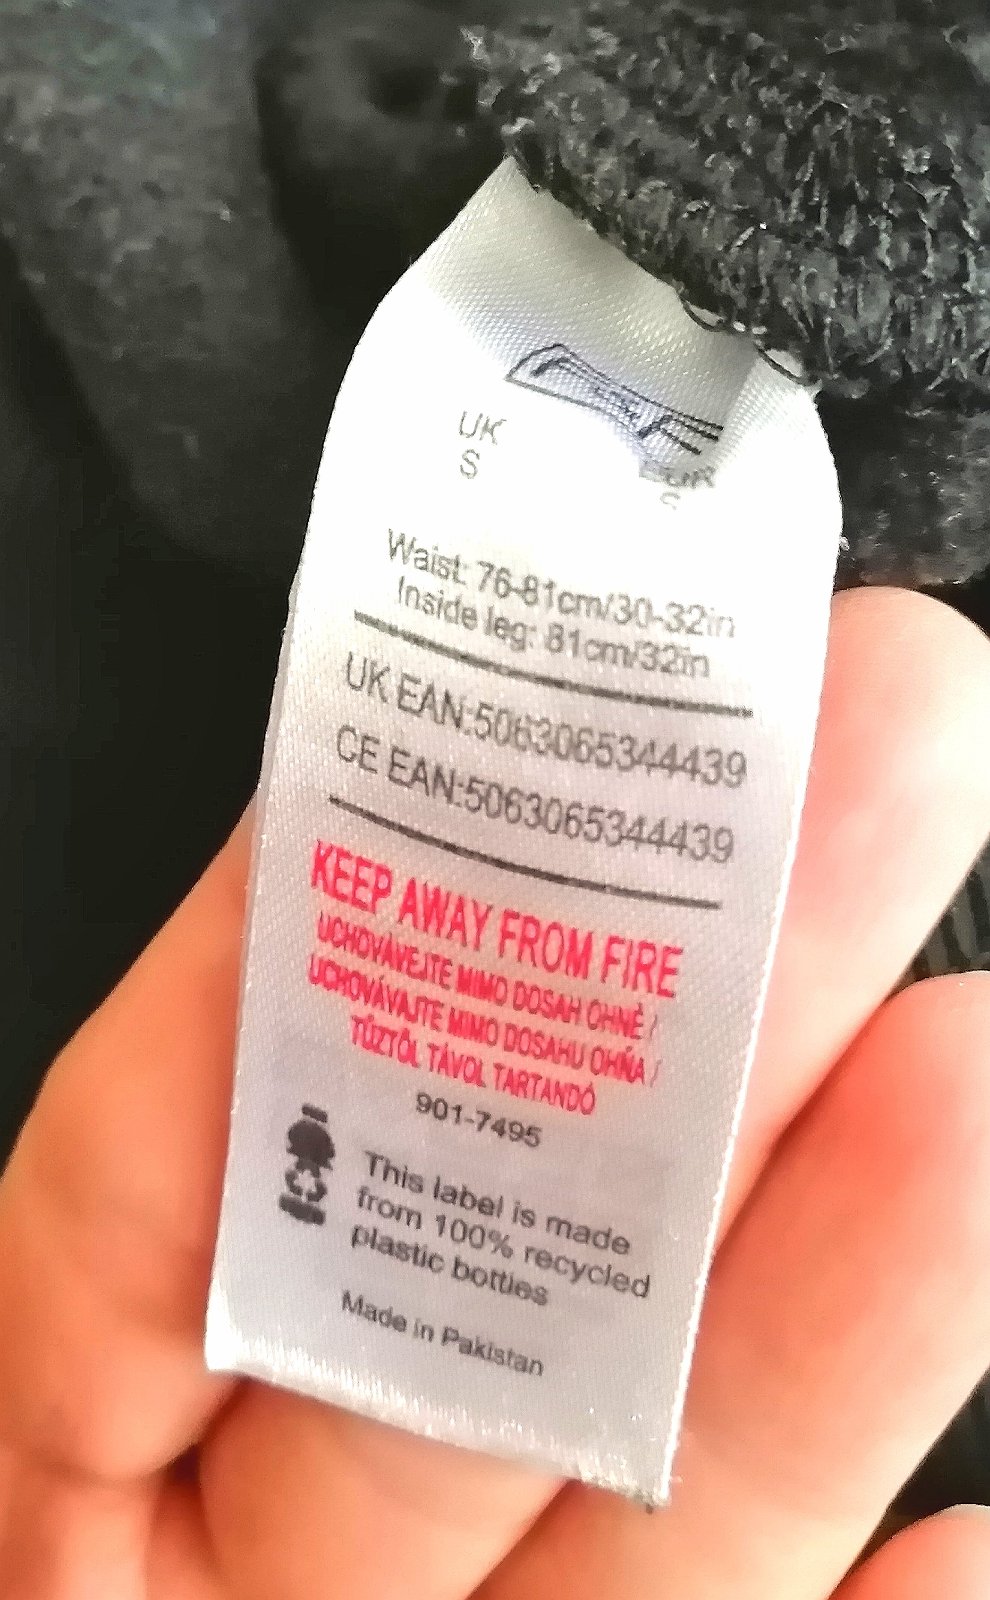 UK
S
EUR
S
Waist: 76-81cm/30-32in
Inside leg: 81cm/32in
UK EAN:5063065344439
CE EAN:5063065344439
KEEP AWAY FROM FIRE
UCHOVÁVEJTE MIMO DOSAH OHNĚ /
UCHOVÁVAJTE MIMO DOSAHU OHŇA /
TŰZTŐL TÁVOL TARTANDÓ
901-7495
This label is made
from 100% recycled
plastic bottles
Made in Pakistan